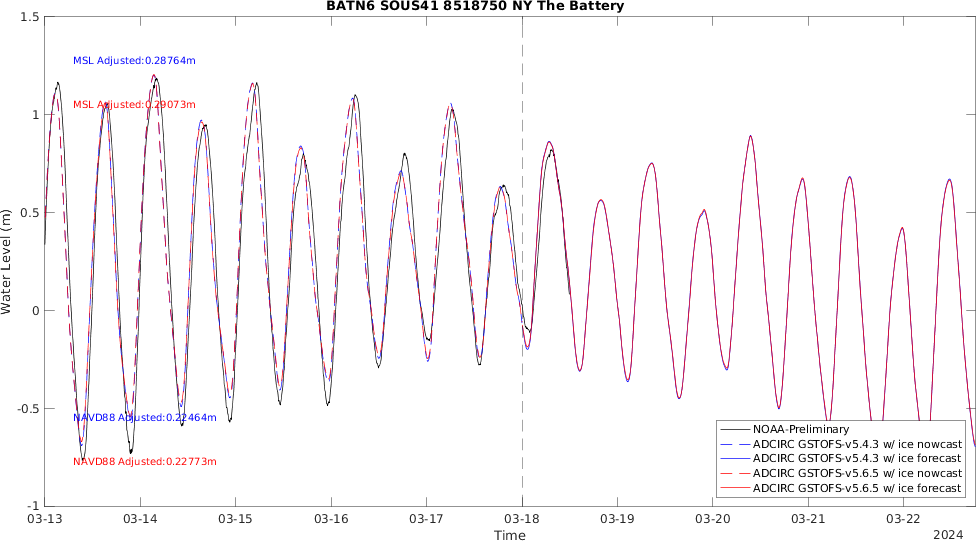 BATN6 SOUS41 8518750 NY The Battery
Water Level (m)
1.5
1
0.5
0
-0.5
-1
MSL Adjusted:0.28764m
MSL Adjusted:0.29073m
NAVD88 Adjusted:0.22464m
NAVD88 Adjusted:0.22773m
NOAA-Preliminary
ADCIRC GSTOFS-v5.4.3 w/ ice nowcast
ADCIRC GSTOFS-v5.4.3 w/ ice forecast
ADCIRC GSTOFS-v5.6.5 w/ ice nowcast
ADCIRC GSTOFS-v5.6.5 w/ ice forecast
03-13 03-14 03-15 03-16 03-17 03-18 03-19 03-20 03-21 03-22
Time
2024